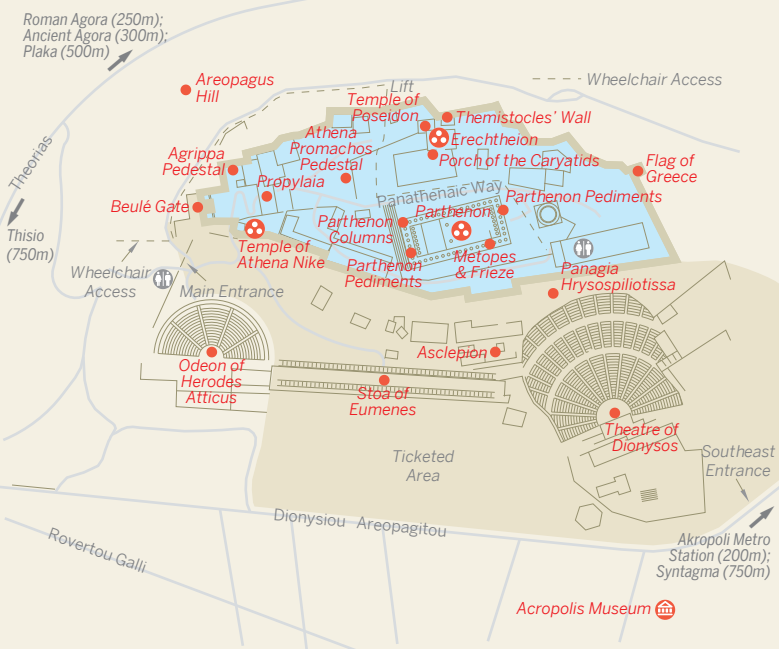 Roman Agora (250m);
Ancient Agora (300m);
Plaka (500m)
Areopagus
Hill
Lift
Wheelchair Access
Temple of
Poseidon
Themistocles' Wall
Erechtheion
Athena
Promachos
Pedestal
Porch of the Caryatids
Theorias
Agrippa
Pedestal
Flag of
Greece
Propylaia
Panathenaic Way
Parthenon Pediments
Beulé Gate
Parthenon
Parthenon
Columns
Thisio
(750m)
Temple of
Athena Nike
Metopes
& Frieze
Parthenon
Pediments
Wheelchair
Access
Main Entrance
Panagia
Hrysospiliotissa
Asclepion
Odeon of
Herodes
Atticus
Stoa of
Eumenes
Theatre of
Dionysos
Ticketed
Area
Southeast
Entrance
Dionysiou Areopagitou
Rovertou Galli
Akropoli Metro
Station (200m);
Syntagma (750m)
Acropolis Museum